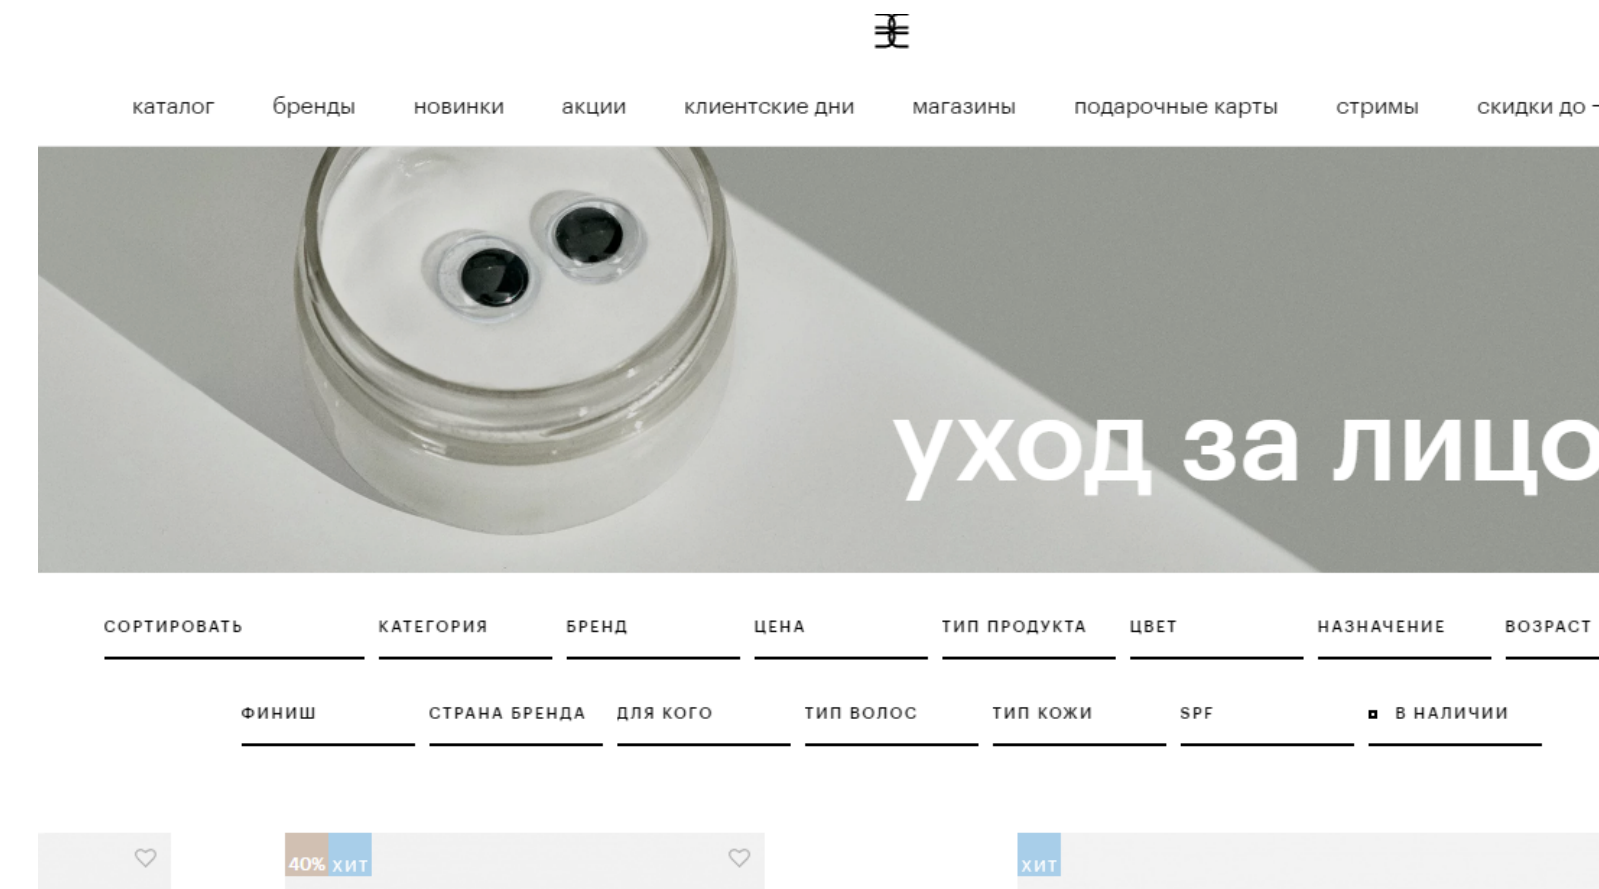 каталог бренды новинки акции клиентские дни магазины подарочные карты стримы скидки до -
уход за лицо
СОРТИРОВАТЬ КАТЕГОРИЯ БРЕНД ЦЕНА ТИП ПРОДУКТА ЦВЕТ НАЗНАЧЕНИЕ ВОЗРАСТ
ФИНИШ СТРАНА БРЕНДА ДЛЯ КОГО ТИП ВОЛОС ТИП КОЖИ SPF В НАЛИЧИИ
40% ХИТ ХИТ